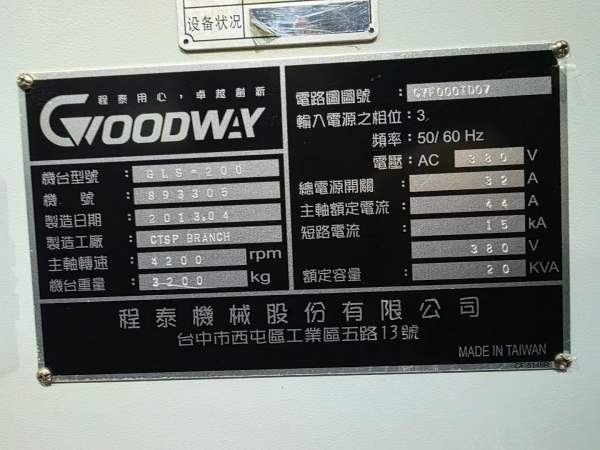 设备状况
程泰用心，卓越創新
GOODWAY
機台型號 : GLS-200
機 號 : 893305
製造日期 : 2013.04
製造工廠 : CTSP BRANCH
主軸轉速 : 4200 rpm
機台重量 : 3200 kg
電路圖圖號 :
輸入電源之相位 : 3
頻率 : 50/60 Hz
電壓 : AC 380 V
總電源開關 : 32 A
主軸額定電流 : 44 A
短路電流 : 15 kA
380 V
額定容量 : 20 KVA
程泰機械股份有限公司
台中市西屯區工業區五路13號
MADE IN TAIWAN